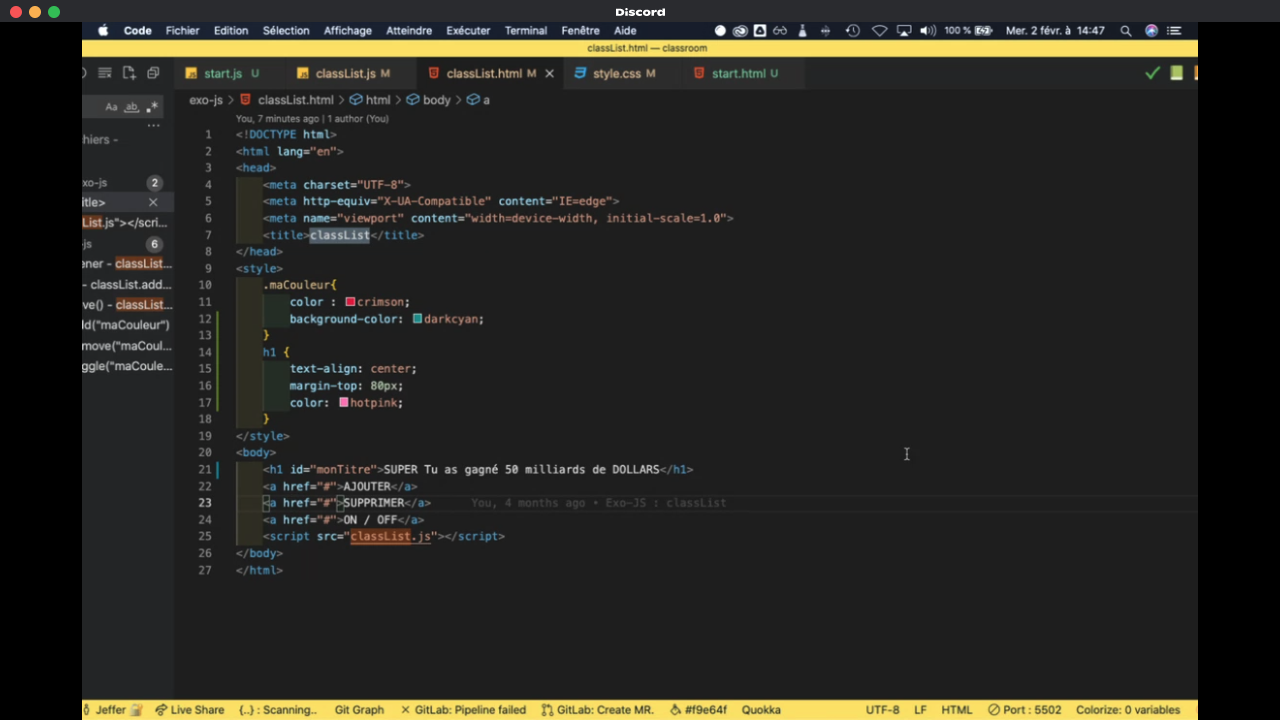 Discord
Code Fichier Edition Sélection Affichage Atteindre Exécuter Terminal Fenêtre Aide 100 % Mer. 2 févr. à 14:47
classList.html — classroom
start.js U classList.js M classList.html M style.css M start.html U
exo-js > classList.html > html > body > a
Aa ab .*
You, 7 minutes ago | 1 author (You)
hiers -
xo-js 2
itle>
List.js"></scri...
-js 6
ener - classList...
- classList.add...
ve() - classList...
ld("maCouleur")
move("maCoul...
ggle("maCoule...
1 <!DOCTYPE html>
2 <html lang="en">
3 <head>
4 <meta charset="UTF-8">
5 <meta http-equiv="X-UA-Compatible" content="IE=edge">
6 <meta name="viewport" content="width=device-width, initial-scale=1.0">
7 <title>classList</title>
8 </head>
9 <style>
10 .maCouleur{
11 color : crimson;
12 background-color: darkcyan;
13 }
14 h1 {
15 text-align: center;
16 margin-top: 80px;
17 color: hotpink;
18 }
19 </style>
20 <body>
21 <h1 id="monTitre">SUPER Tu as gagné 50 milliards de DOLLARS</h1>
22 <a href="#">AJOUTER</a>
23 <a href="#">SUPPRIMER</a> You, 4 months ago • Exo-JS : classList
24 <a href="#">ON / OFF</a>
25 <script src="classList.js"></script>
26 </body>
27 </html>
Jeffer Live Share {..} : Scanning.. Git Graph GitLab: Pipeline failed GitLab: Create MR. #f9e64f Quokka UTF-8 LF HTML Port : 5502 Colorize: 0 variables